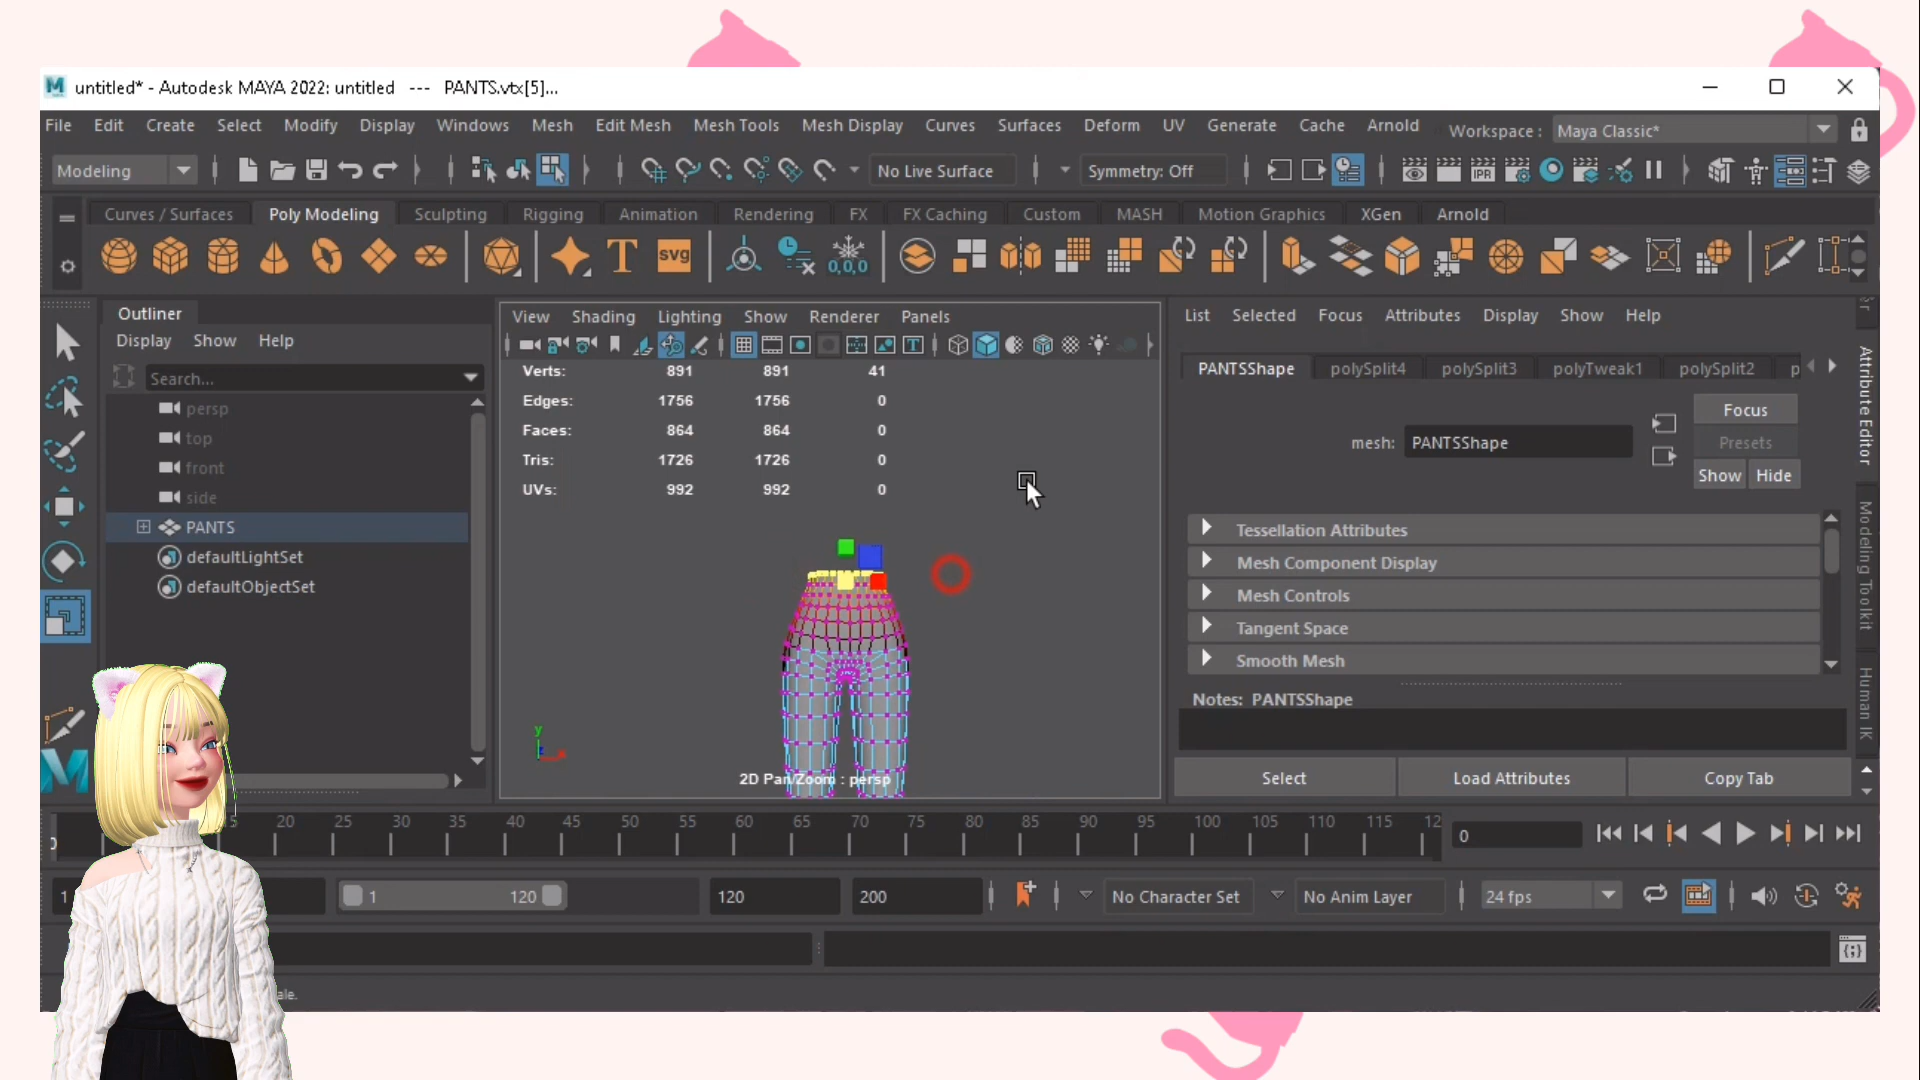 untitled* - Autodesk MAYA 2022: untitled --- PANTS.vtx[5]...
File Edit Create Select Modify Display Windows Mesh Edit Mesh Mesh Tools Mesh Display Curves Surfaces Deform UV Generate Cache Arnold Workspace : Maya Classic*
Modeling No Live Surface Symmetry: Off IPR
Curves / Surfaces Poly Modeling Sculpting Rigging Animation Rendering FX FX Caching Custom MASH Motion Graphics XGen Arnold
T svg 0,0,0
Outliner
Display Show Help
Search...
persp
top
front
side
PANTS
defaultLightSet
defaultObjectSet
View Shading Lighting Show Renderer Panels
Verts: 891 891 41
Edges: 1756 1756 0
Faces: 864 864 0
Tris: 1726 1726 0
UVs: 992 992 0
y
2D Pan/Zoom : persp
List Selected Focus Attributes Display Show Help
PANTSShape polySplit4 polySplit3 polyTweak1 polySplit2 p
mesh: PANTSShape
Focus
Presets
Show Hide
Tessellation Attributes
Mesh Component Display
Mesh Controls
Tangent Space
Smooth Mesh
Notes: PANTSShape
Select Load Attributes Copy Tab
Attribute Editor
Modeling Toolkit
Human IK
5 20 25 30 35 40 45 50 55 60 65 70 75 80 85 90 95 100 105 110 115 12
0
1 1 120 120 200 No Character Set No Anim Layer 24 fps
ale.